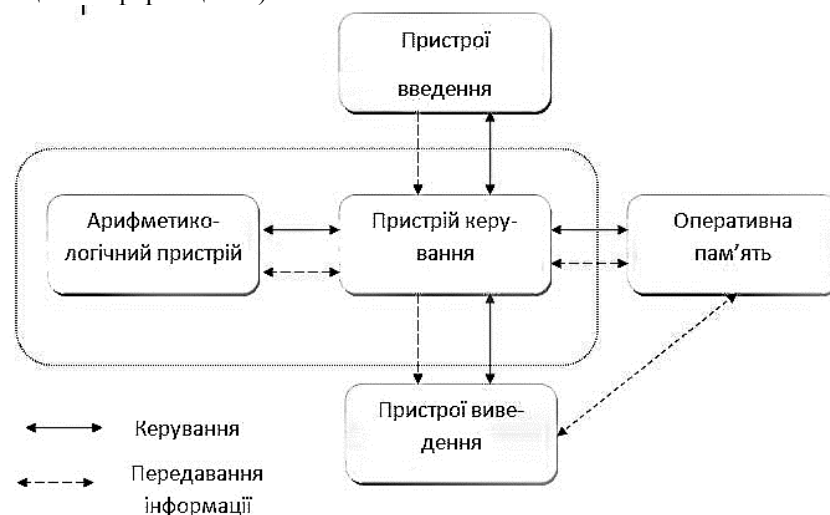 Пристрої
введення
Арифметико-
логічний пристрій
Пристрій керу-
вання
Оперативна
пам’ять
Пристрої виве-
дення
Керування
Передавання
інформації